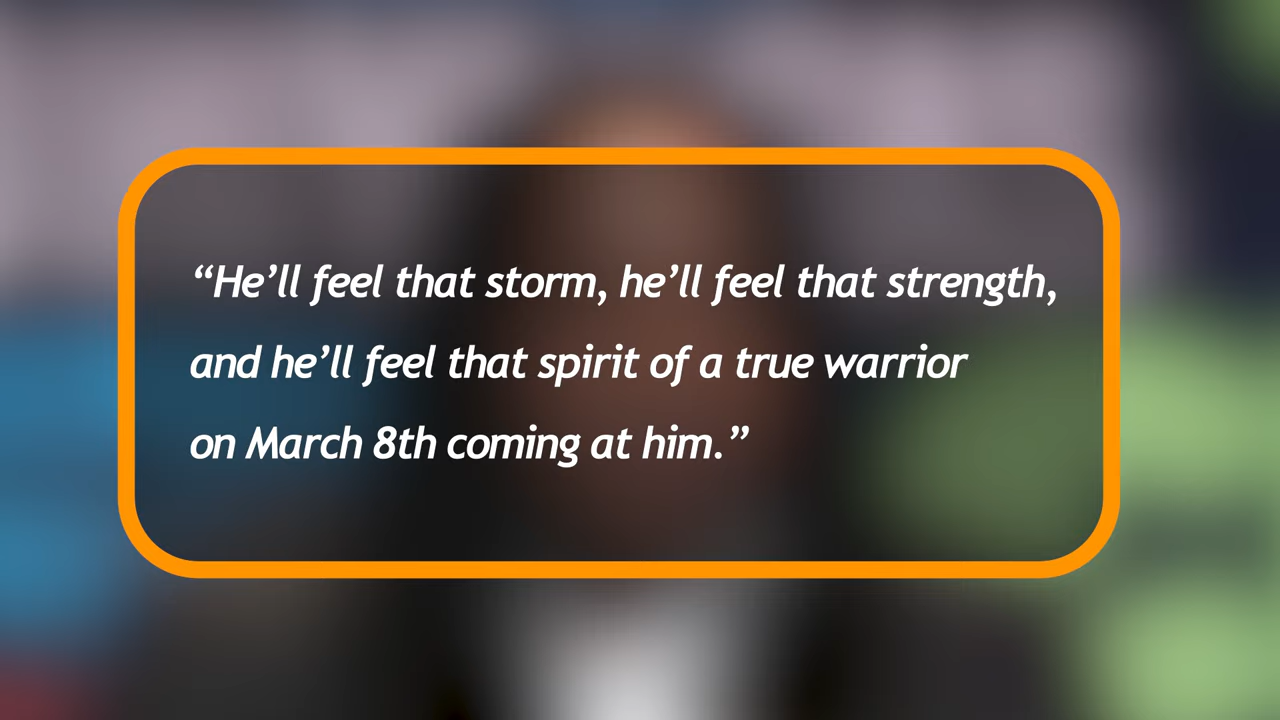 “He’ll feel that storm, he’ll feel that strength,
and he’ll feel that spirit of a true warrior
on March 8th coming at him.”